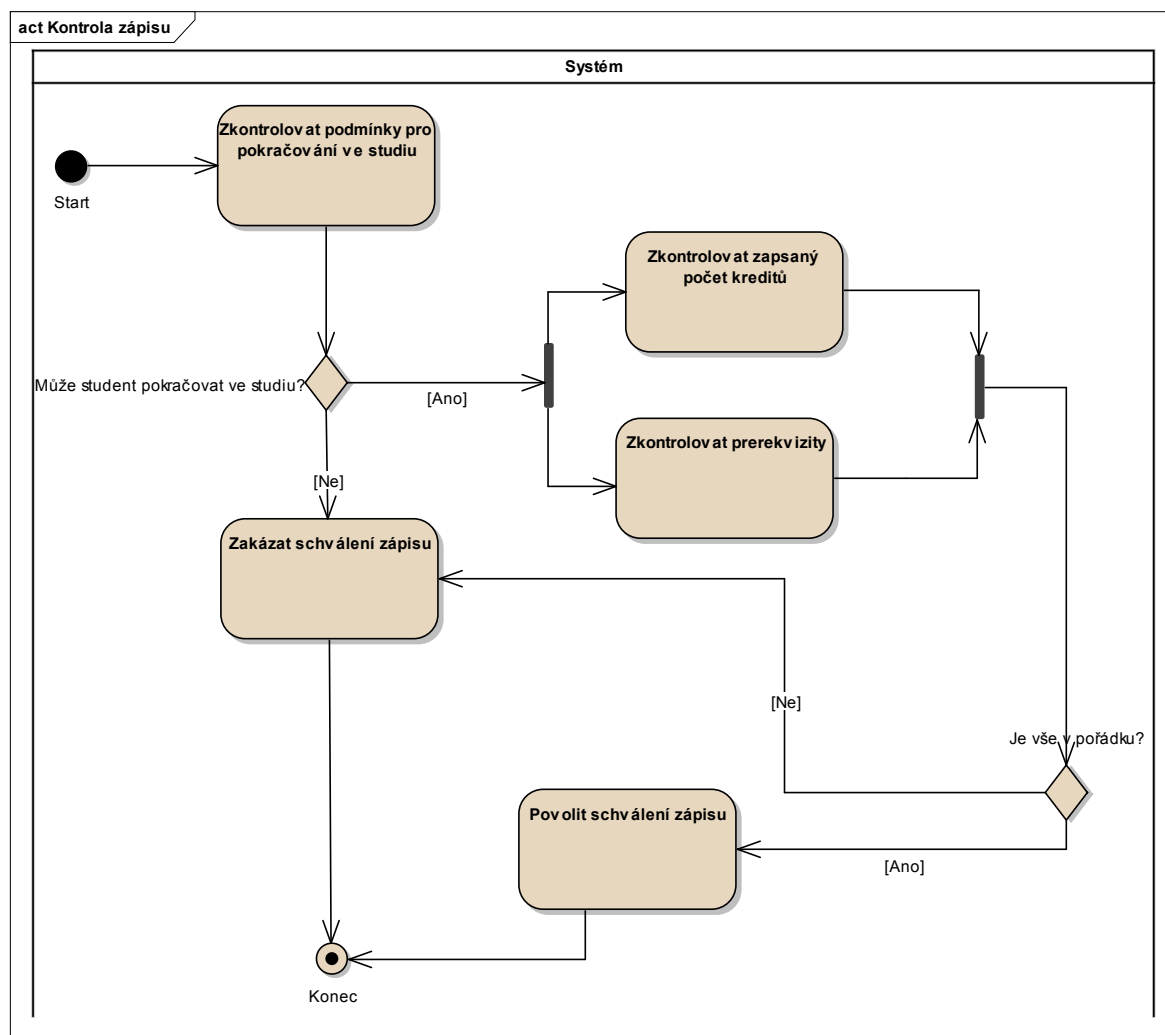 act Kontrola zápisu
Systém
Zkontrolovat podmínky pro
pokračování ve studiu
Start
Zkontrolovat zapsaný
počet kreditů
Může student pokračovat ve studiu?
[Ano]
Zkontrolovat prerekvizity
[Ne]
Zakázat schválení zápisu
[Ne]
Je vše v pořádku?
Povolit schválení zápisu
[Ano]
Konec